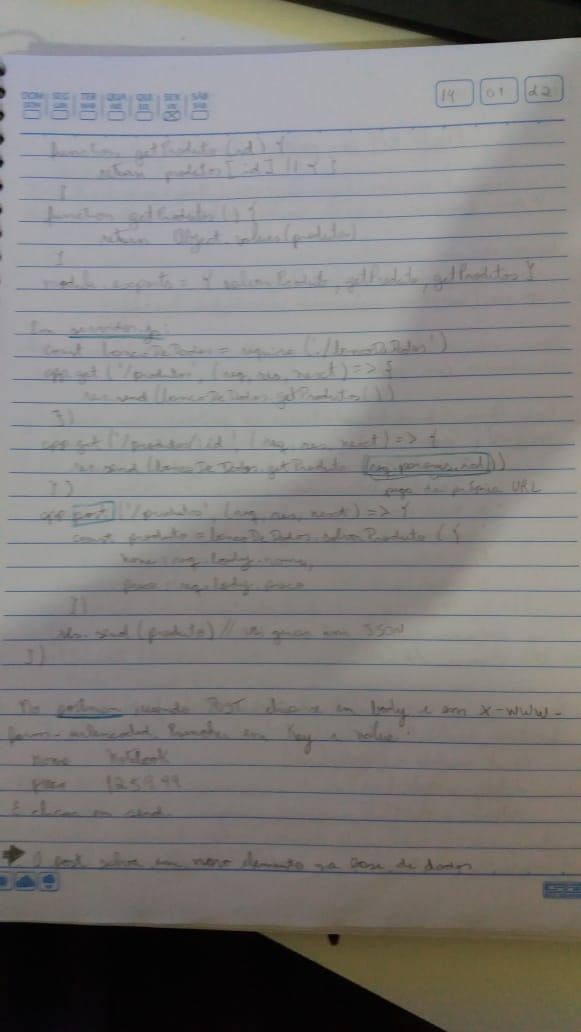 DOM SEG TER QUA QUI SEX SÁB
14 01 22
function getProduto (id) {
return produtos[id] || { }
}
function getProdutos () {
return Object.values(produtos)
}
module.exports = { salvarProduto, getProduto, getProdutos }
Em servidor.js:
const bancoDeDados = require ('./bancoDeDados')
app.get ('/produtos', (req, res, next) => {
res.send (bancoDeDados.getProdutos())
})
app.get ('/produtos/:id', (req, res, next) => {
res.send (bancoDeDados.getProduto (req.params.id))
}) pega da própria URL
app.post ('/produtos', (req, res, next) => {
const produto = bancoDeDados.salvarProduto ({
nome: req.body.nome,
preco: req.body.preco
})
res.send (produto) // Vai gerar um JSON
})
No postman, usando POST, clica-se em body e em x-www-
form-urlencoded. Preencher em Key e value:
nome notebook
preco 1259.99
E clicar em send.
O post salva um novo elemento na base de dados